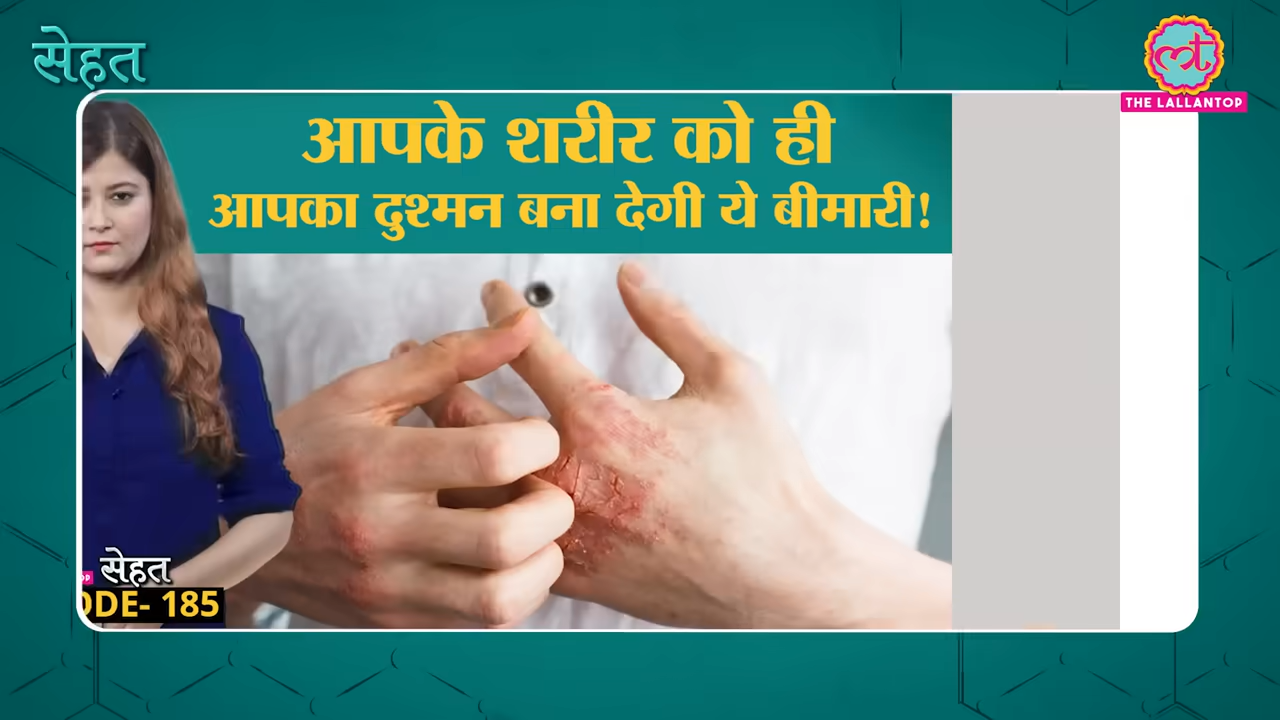 सेहत
THE LALLANTOP
आपके शरीर को ही
आपका दुश्मन बना देगी ये बीमारी!
सेहत
ODE- 185